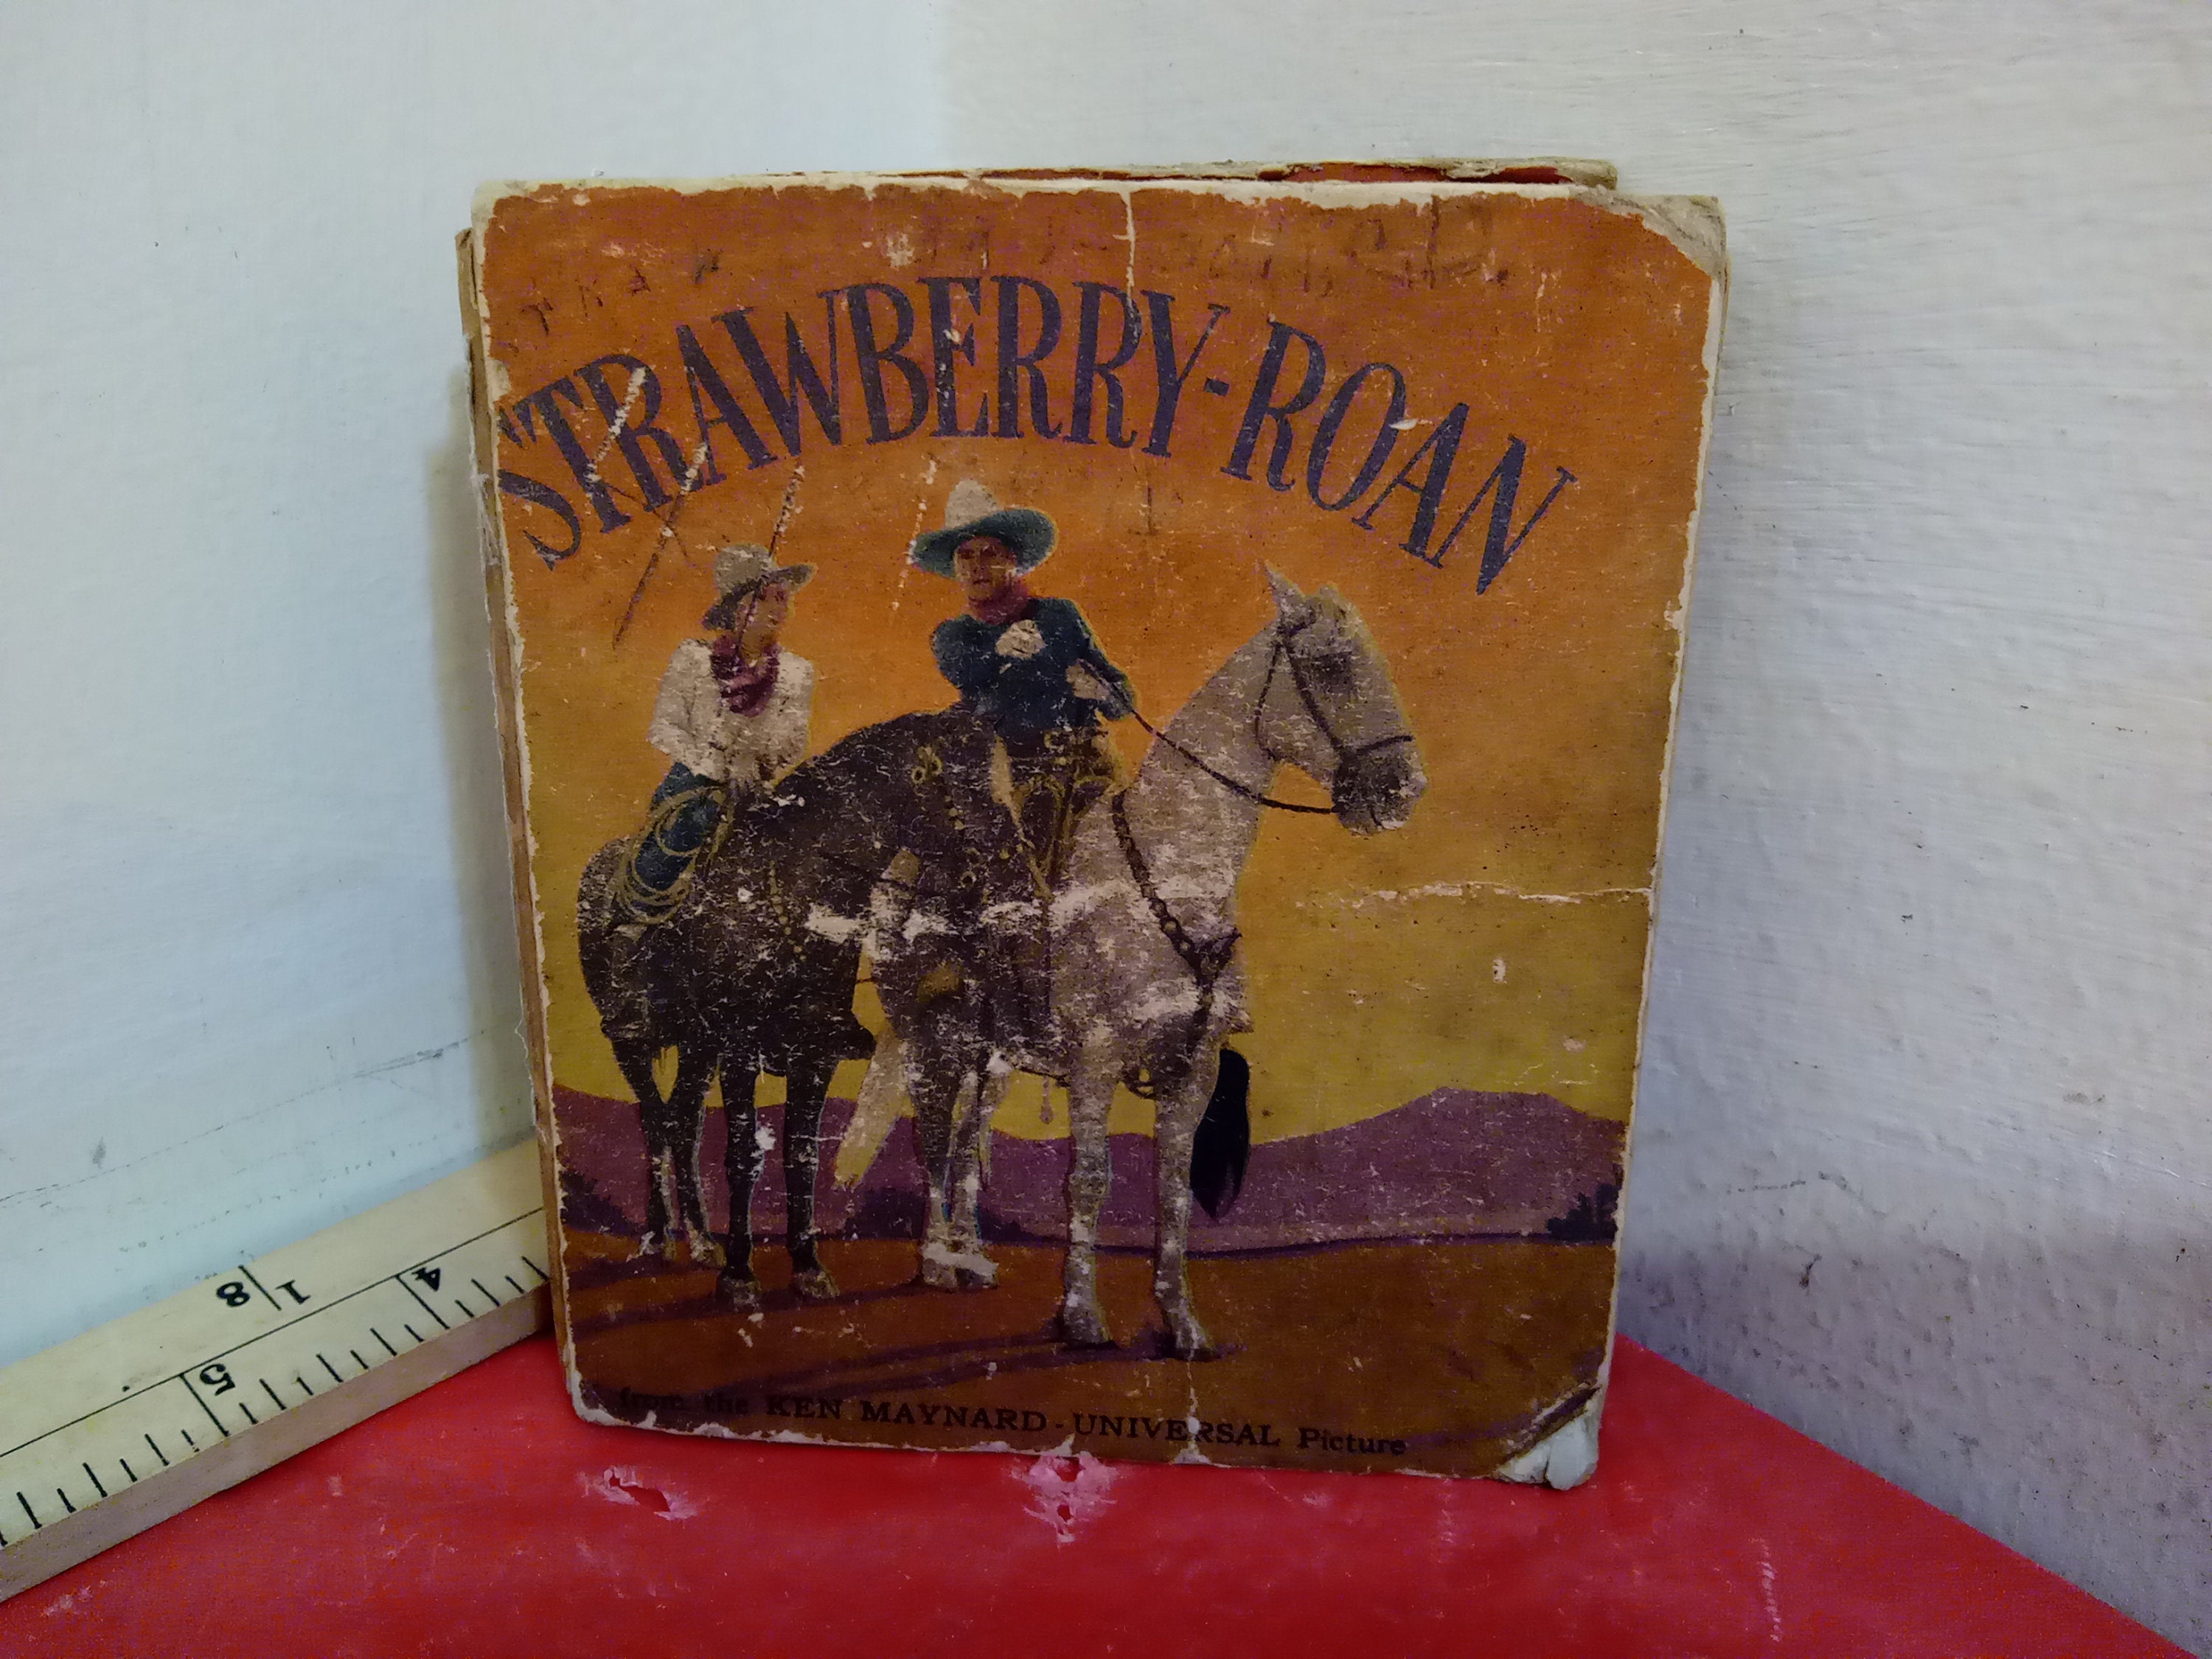 STRAWBERRY-ROAN
from the KEN MAYNARD-UNIVERSAL Picture
8 1
4
5